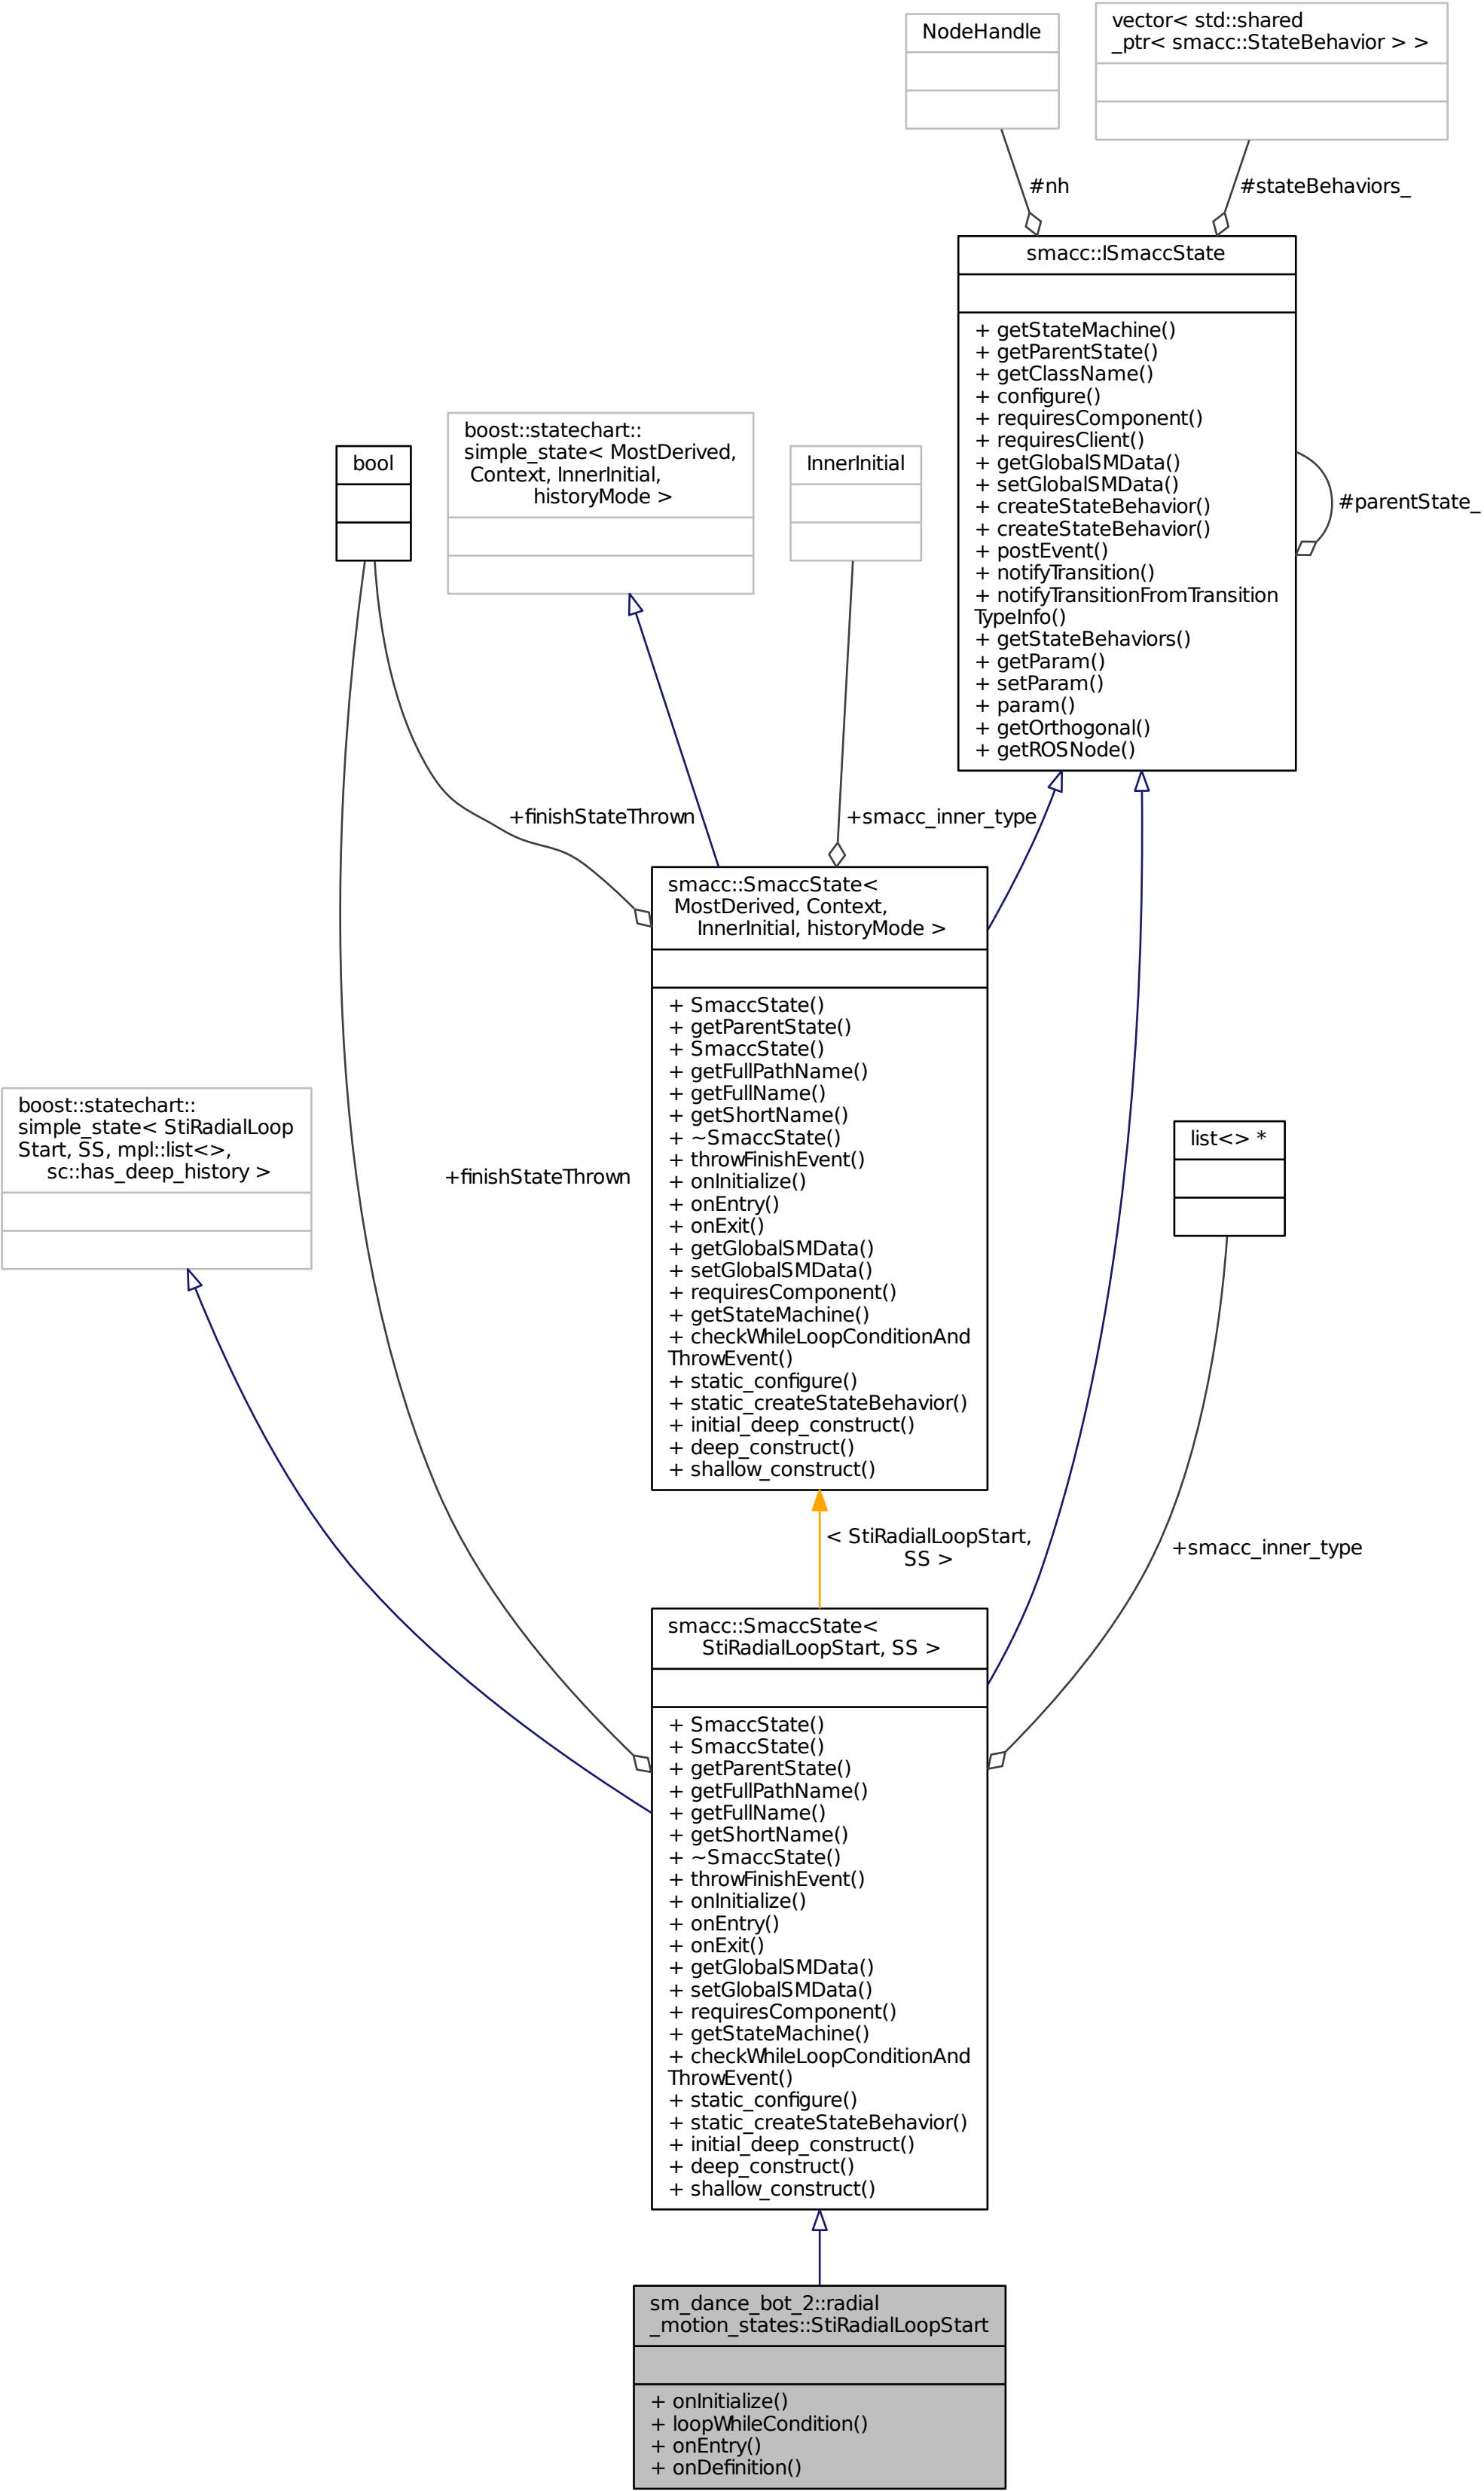 NodeHandle
vector< std::shared
_ptr< smacc::StateBehavior > >
#nh
#stateBehaviors_
smacc::ISmaccState
+ getStateMachine()
+ getParentState()
+ getClassName()
+ configure()
+ requiresComponent()
+ requiresClient()
+ getGlobalSMData()
+ setGlobalSMData()
+ createStateBehavior()
+ createStateBehavior()
+ postEvent()
+ notifyTransition()
+ notifyTransitionFromTransition
TypeInfo()
+ getStateBehaviors()
+ getParam()
+ setParam()
+ param()
+ getOrthogonal()
+ getROSNode()
#parentState_
bool
boost::statechart::
simple_state< MostDerived,
Context, InnerInitial,
historyMode >
InnerInitial
+finishStateThrown
+smacc_inner_type
smacc::SmaccState<
MostDerived, Context,
InnerInitial, historyMode >
+ SmaccState()
+ getParentState()
+ SmaccState()
+ getFullPathName()
+ getFullName()
+ getShortName()
+ ~SmaccState()
+ throwFinishEvent()
+ onInitialize()
+ onEntry()
+ onExit()
+ getGlobalSMData()
+ setGlobalSMData()
+ requiresComponent()
+ getStateMachine()
+ checkWhileLoopConditionAnd
ThrowEvent()
+ static_configure()
+ static_createStateBehavior()
+ initial_deep_construct()
+ deep_construct()
+ shallow_construct()
boost::statechart::
simple_state< StiRadialLoop
Start, SS, mpl::list<>,
sc::has_deep_history >
+finishStateThrown
list<> *
< StiRadialLoopStart,
SS >
+smacc_inner_type
smacc::SmaccState<
StiRadialLoopStart, SS >
+ SmaccState()
+ SmaccState()
+ getParentState()
+ getFullPathName()
+ getFullName()
+ getShortName()
+ ~SmaccState()
+ throwFinishEvent()
+ onInitialize()
+ onEntry()
+ onExit()
+ getGlobalSMData()
+ setGlobalSMData()
+ requiresComponent()
+ getStateMachine()
+ checkWhileLoopConditionAnd
ThrowEvent()
+ static_configure()
+ static_createStateBehavior()
+ initial_deep_construct()
+ deep_construct()
+ shallow_construct()
sm_dance_bot_2::radial
_motion_states::StiRadialLoopStart
+ onInitialize()
+ loopWhileCondition()
+ onEntry()
+ onDefinition()